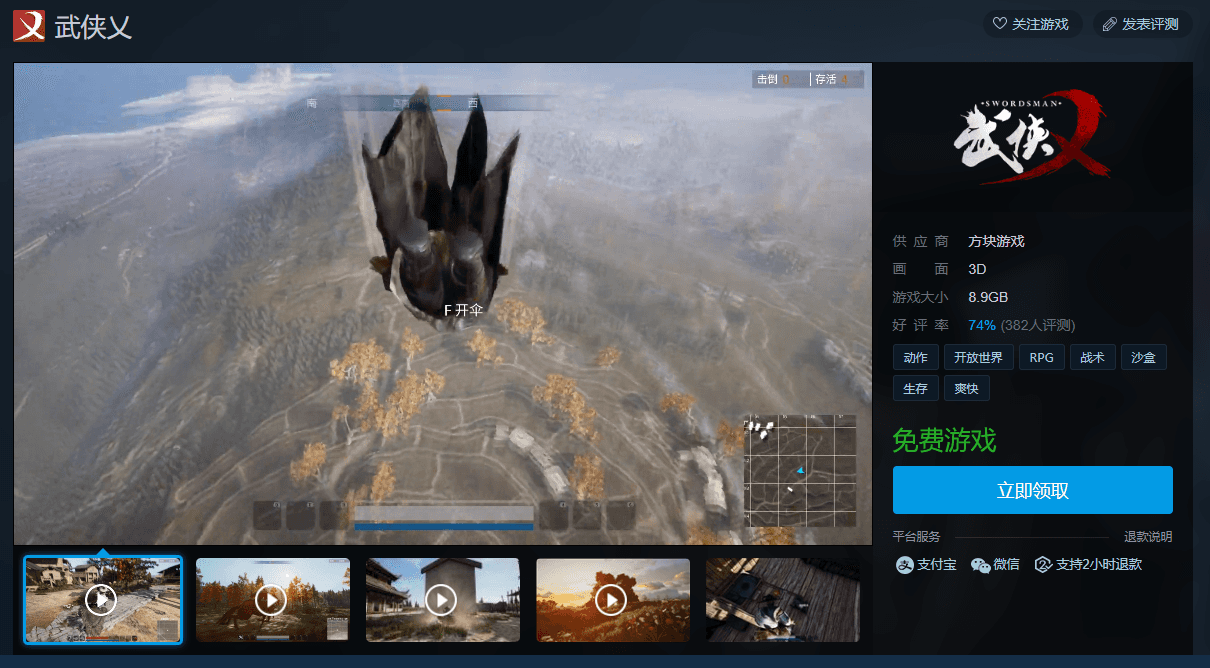 武侠乂
关注游戏
发表评测
击倒 0 存活 4
南 西南 西
F 开伞
·SWORDSMAN·
武侠乂
供应商 方块游戏
画面 3D
游戏大小 8.9GB
好评率 74% (382人评测)
动作 开放世界 RPG 战术 沙盒
生存 爽快
免费游戏
立即领取
平台服务 退款说明
支付宝 微信 支持2小时退款